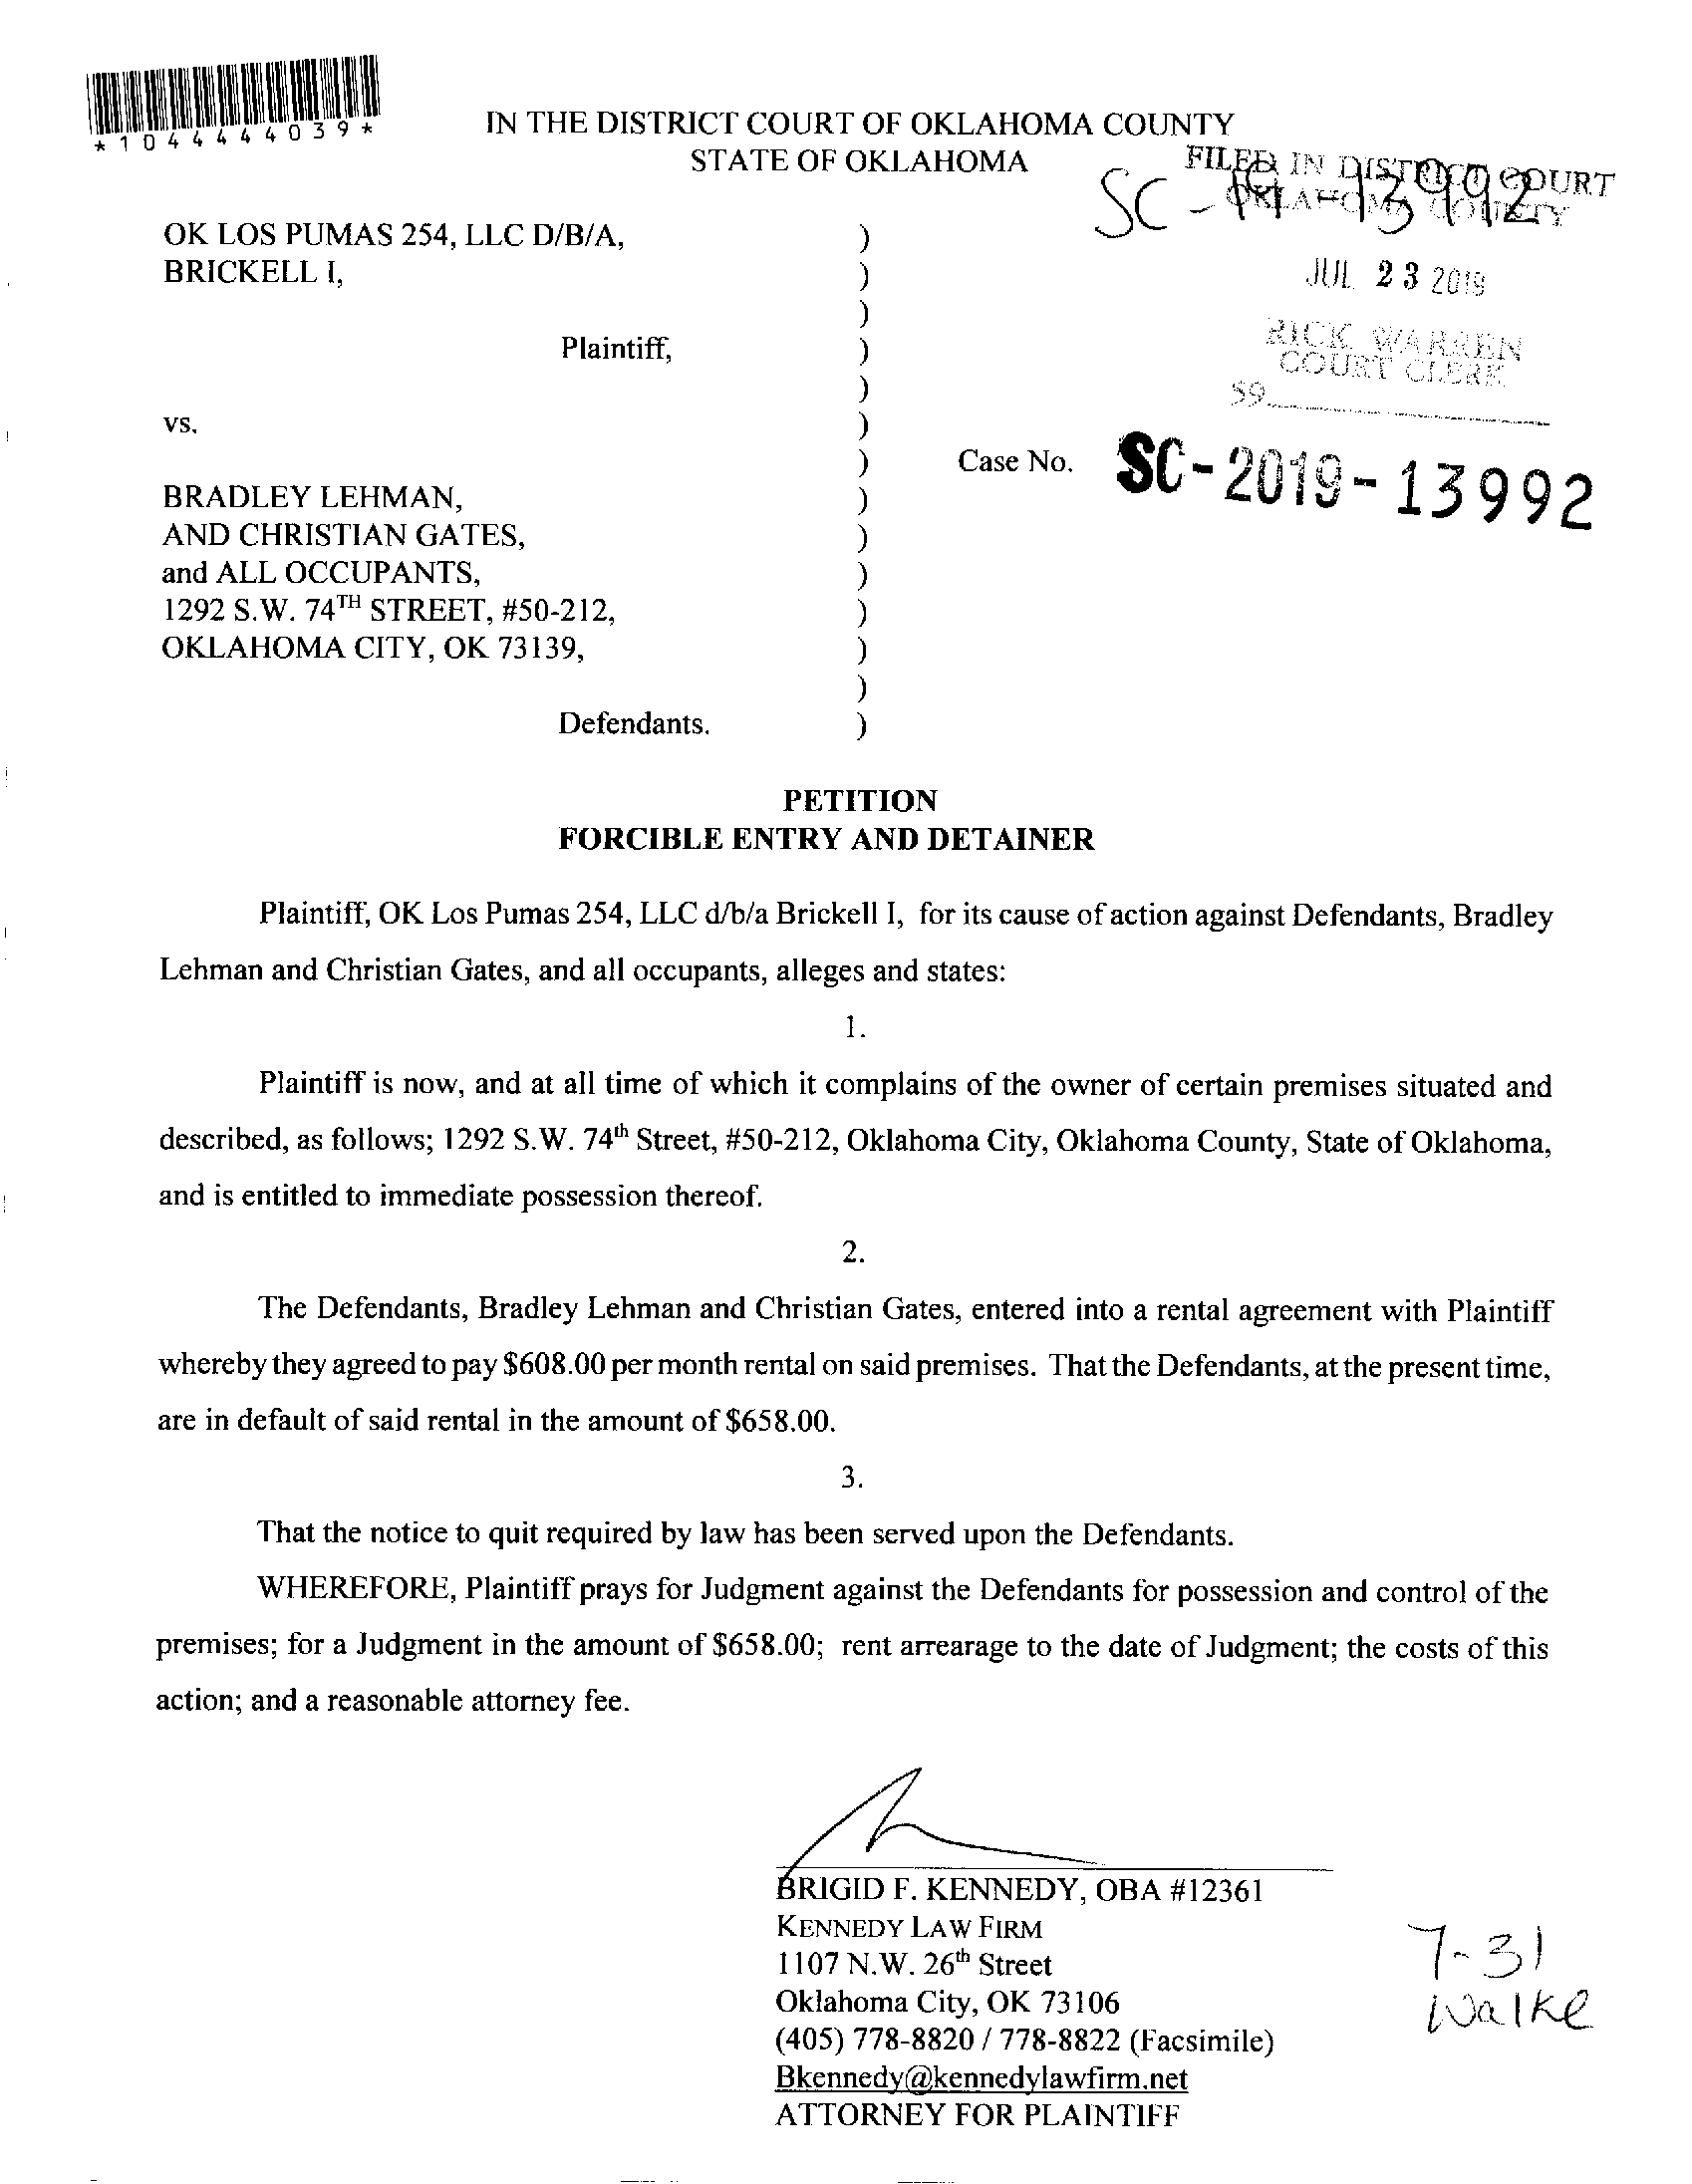 *1044444039*
IN THE DISTRICT COURT OF OKLAHOMA COUNTY
STATE OF OKLAHOMA
FILED IN DISTRICT COURT
OKLAHOMA COUNTY
SC-19-13992
JUL 23 2019
RICK WARREN
COURT CLERK
59
OK LOS PUMAS 254, LLC D/B/A, )
BRICKELL I, )
)
Plaintiff, )
)
vs. )
) Case No. SC-2019-13992
BRADLEY LEHMAN, )
AND CHRISTIAN GATES, )
and ALL OCCUPANTS, )
1292 S.W. 74TH STREET, #50-212, )
OKLAHOMA CITY, OK 73139, )
)
Defendants. )
PETITION
FORCIBLE ENTRY AND DETAINER
Plaintiff, OK Los Pumas 254, LLC d/b/a Brickell I, for its cause of action against Defendants, Bradley
Lehman and Christian Gates, and all occupants, alleges and states:
1.
Plaintiff is now, and at all time of which it complains of the owner of certain premises situated and
described, as follows; 1292 S.W. 74th Street, #50-212, Oklahoma City, Oklahoma County, State of Oklahoma,
and is entitled to immediate possession thereof.
2.
The Defendants, Bradley Lehman and Christian Gates, entered into a rental agreement with Plaintiff
whereby they agreed to pay $608.00 per month rental on said premises. That the Defendants, at the present time,
are in default of said rental in the amount of $658.00.
3.
That the notice to quit required by law has been served upon the Defendants.
WHEREFORE, Plaintiff prays for Judgment against the Defendants for possession and control of the
premises; for a Judgment in the amount of $658.00; rent arrearage to the date of Judgment; the costs of this
action; and a reasonable attorney fee.
BRIGID F. KENNEDY, OBA #12361
KENNEDY LAW FIRM
1107 N.W. 26th Street
Oklahoma City, OK 73106
(405) 778-8820 / 778-8822 (Facsimile)
Bkennedy@kennedylawfirm.net
ATTORNEY FOR PLAINTIFF
7-31
Walke